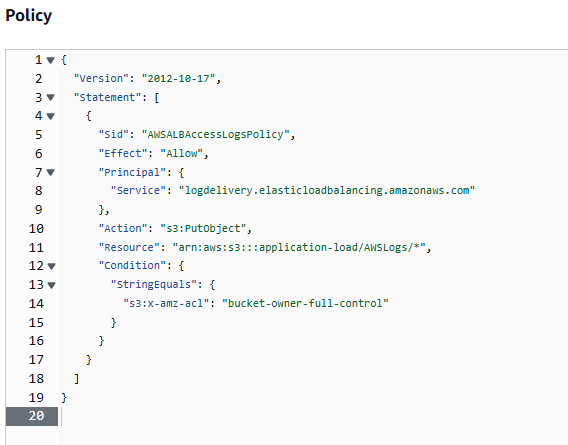 Policy
1 {
2 "Version": "2012-10-17",
3 "Statement": [
4 {
5 "Sid": "AWSALBAccessLogsPolicy",
6 "Effect": "Allow",
7 "Principal": {
8 "Service": "logdelivery.elasticloadbalancing.amazonaws.com"
9 },
10 "Action": "s3:PutObject",
11 "Resource": "arn:aws:s3:::application-load/AWSLogs/*",
12 "Condition": {
13 "StringEquals": {
14 "s3:x-amz-acl": "bucket-owner-full-control"
15 }
16 }
17 }
18 ]
19 }
20